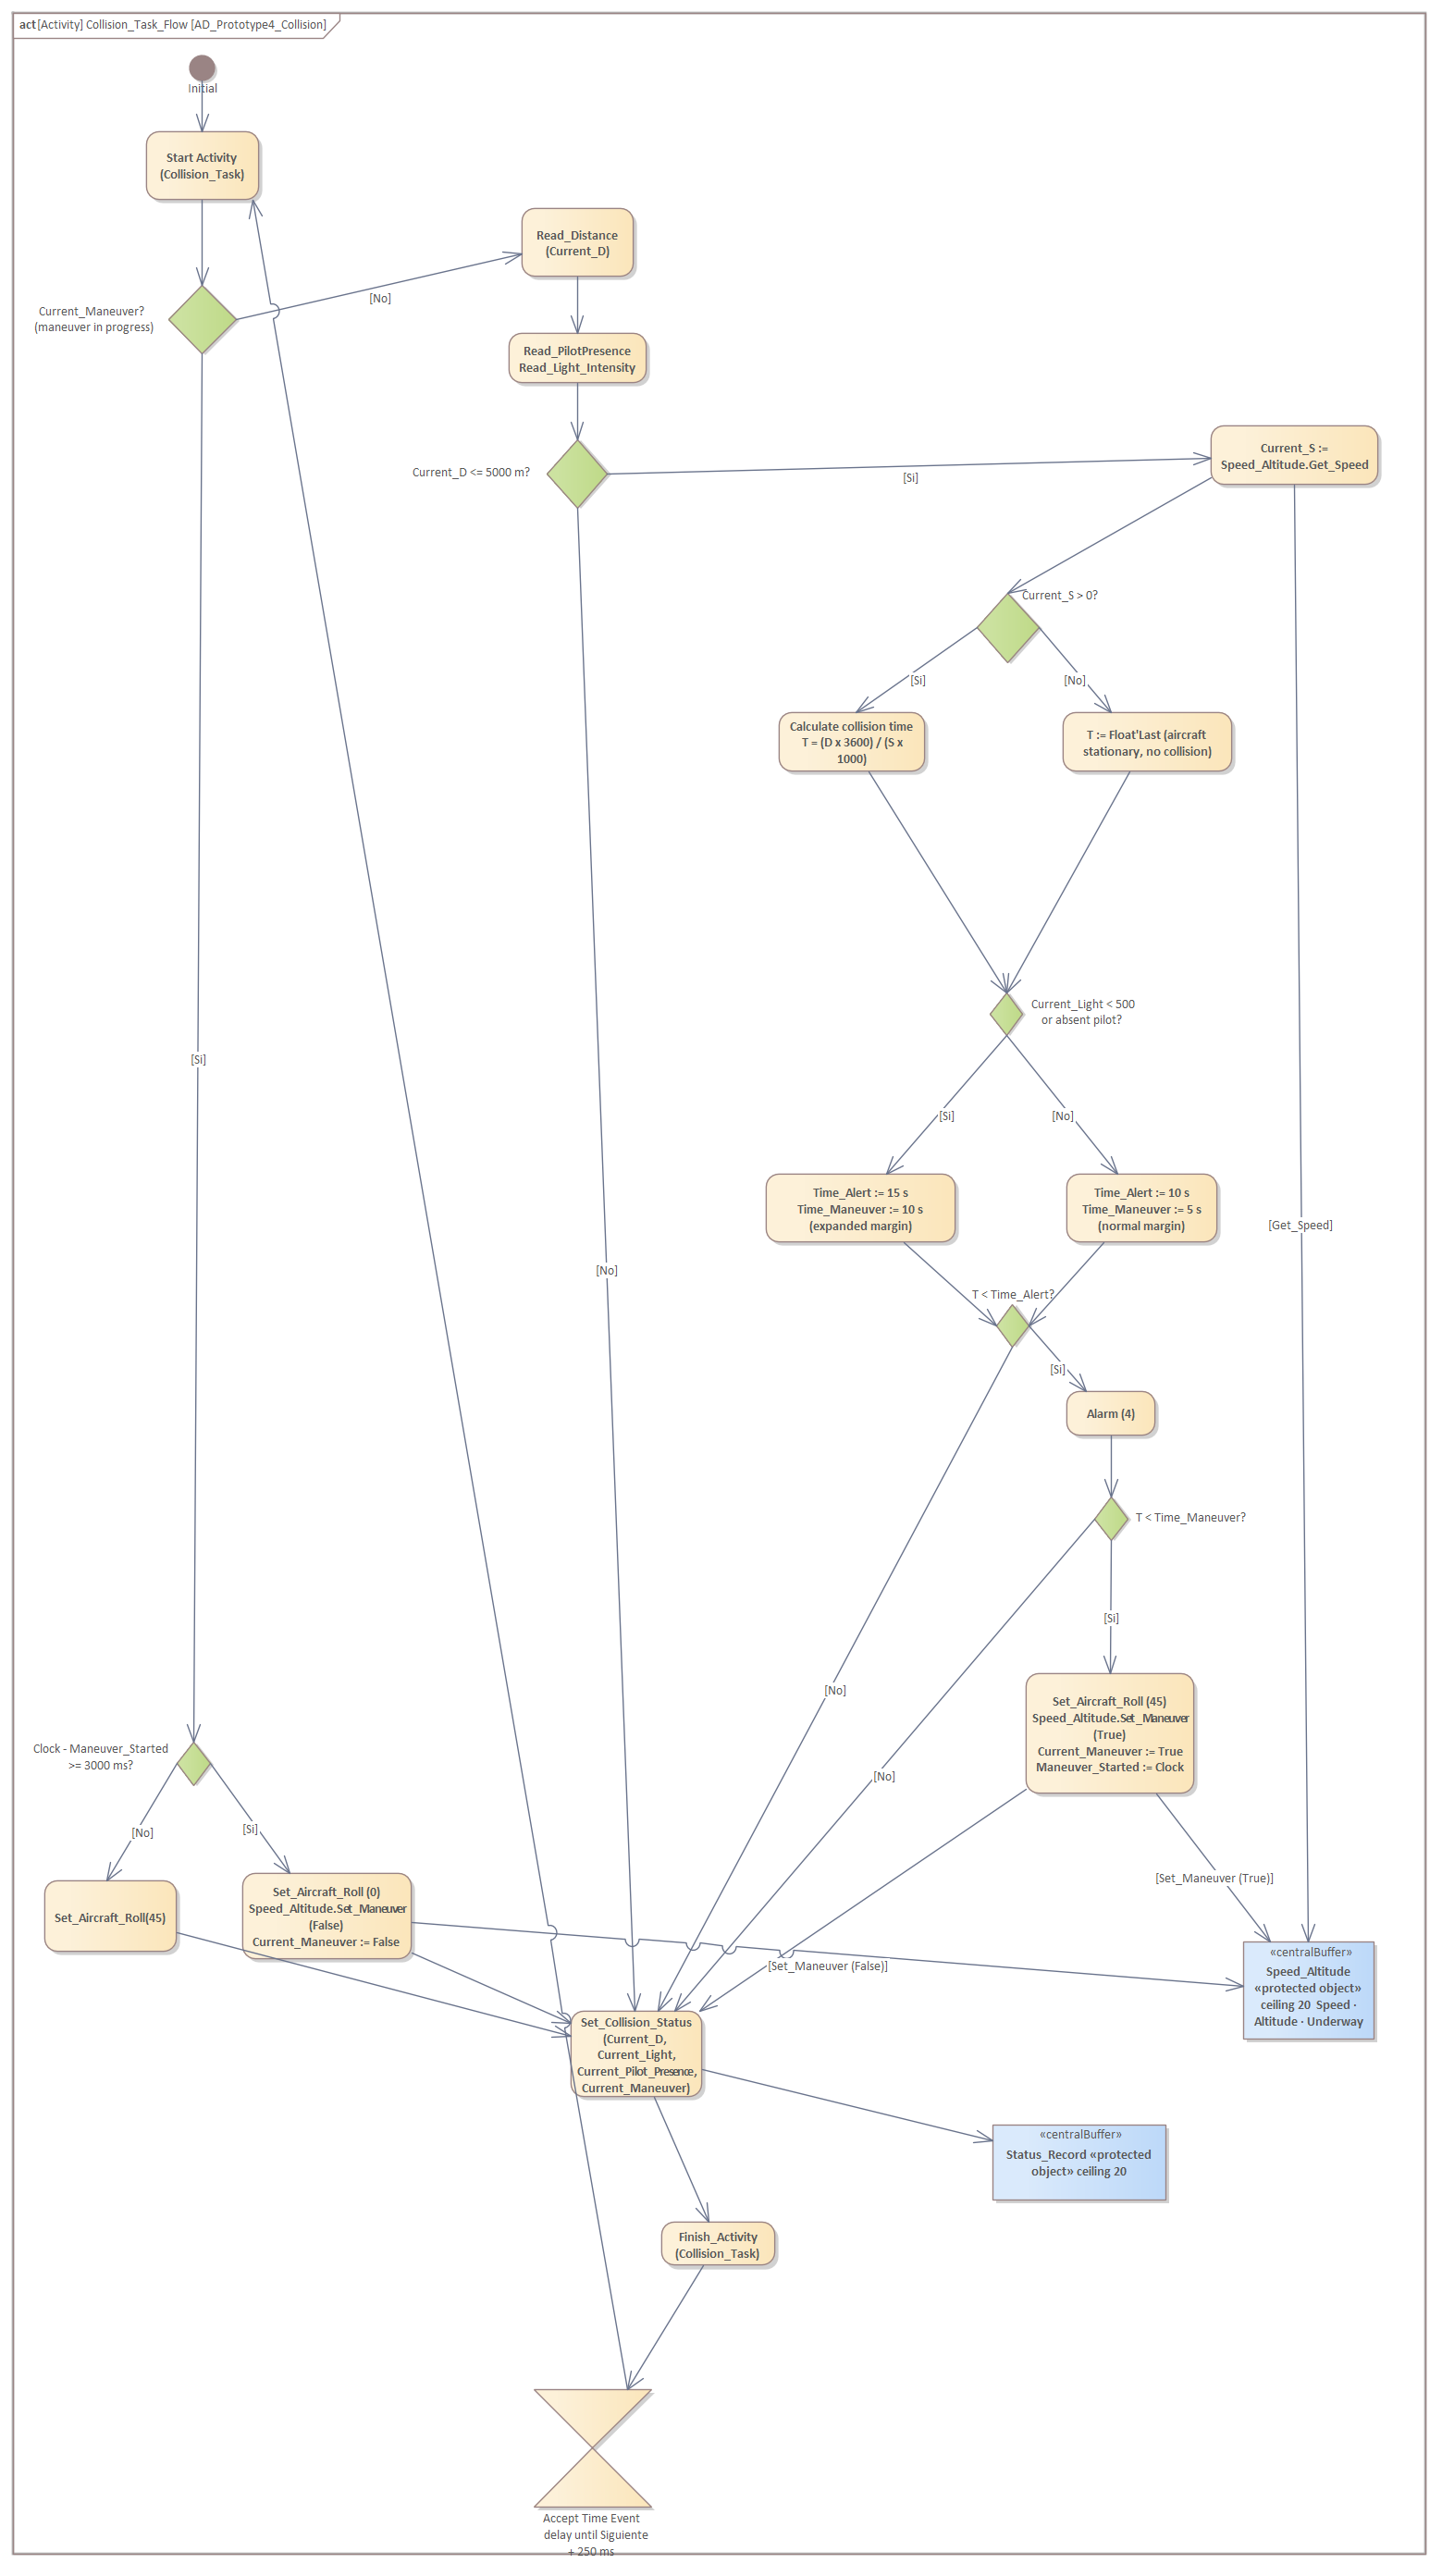 act [Activity] Collision_Task_Flow [AD_Prototype4_Collision]
Initial
Start Activity
(Collision_Task)
Read_Distance
(Current_D)
Current_Maneuver?
(maneuver in progress)
[No]
Read_PilotPresence
Read_Light_Intensity
Current_D <= 5000 m?
[Si]
Current_S :=
Speed_Altitude.Get_Speed
Current_S > 0?
[Si]
[No]
Calculate collision time
T = (D x 3600) / (S x
1000)
T := Float'Last (aircraft
stationary, no collision)
Current_Light < 500
or absent pilot?
[Si]
[Si]
[No]
Time_Alert := 15 s
Time_Maneuver := 10 s
(expanded margin)
Time_Alert := 10 s
Time_Maneuver := 5 s
(normal margin)
[Get_Speed]
[No]
T < Time_Alert?
[Si]
Alarm (4)
T < Time_Maneuver?
[Si]
[No]
Set_Aircraft_Roll (45)
Speed_Altitude.Set_Maneuver
(True)
Current_Maneuver := True
Maneuver_Started := Clock
Clock - Maneuver_Started
>= 3000 ms?
[No]
[No]
[Si]
[Set_Maneuver (True)]
Set_Aircraft_Roll(45)
Set_Aircraft_Roll (0)
Speed_Altitude.Set_Maneuver
(False)
Current_Maneuver := False
[Set_Maneuver (False)]
«centralBuffer»
Speed_Altitude
«protected object»
ceiling 20 Speed ·
Altitude · Underway
Set_Collision_Status
(Current_D,
Current_Light,
Current_Pilot_Presence,
Current_Maneuver)
«centralBuffer»
Status_Record «protected
object» ceiling 20
Finish_Activity
(Collision_Task)
Accept Time Event
delay until Siguiente
+ 250 ms